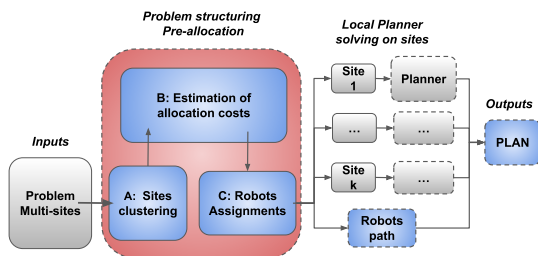 Problem structuring
Pre-allocation
Local Planner
solving on sites
Site
1
Planner
B: Estimation of
allocation costs
Outputs
Inputs
...
...
PLAN
Problem
Multi-sites
A:  Sites
clustering
C: Robots
Assignments
Site
k
...
Robots
path